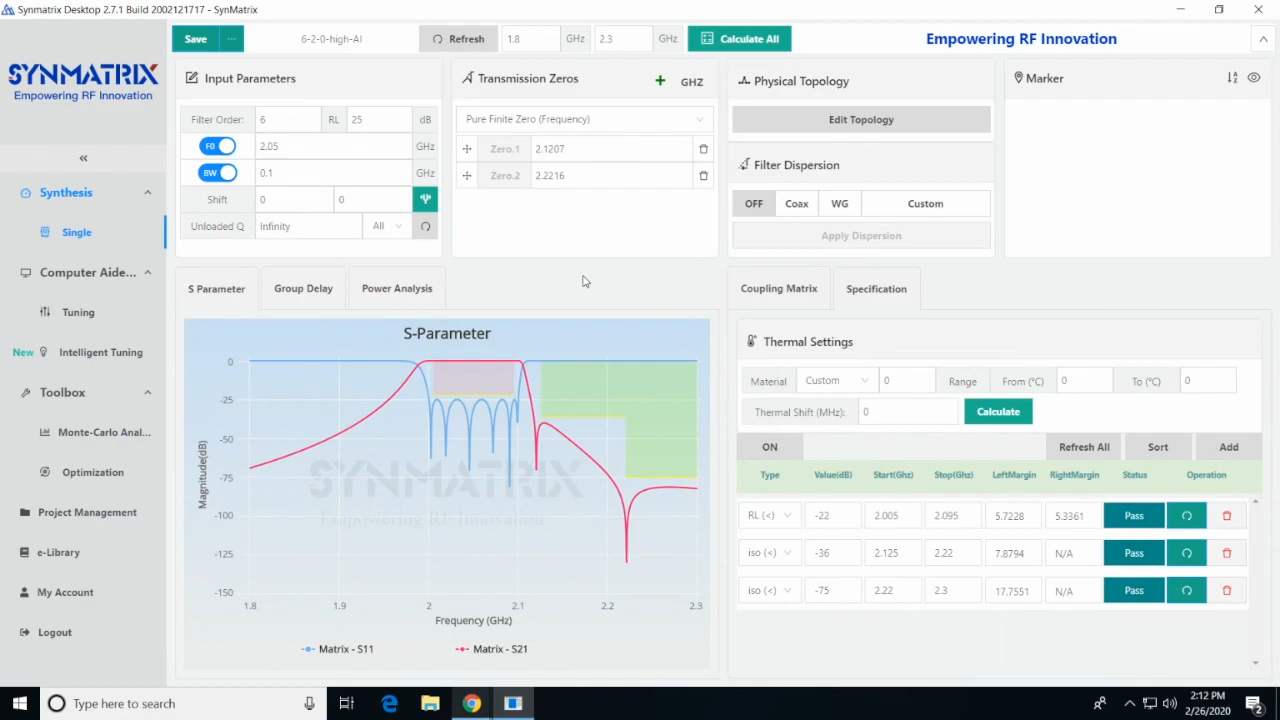 Synmatrix Desktop 2.7.1 Build 2002121717 - SynMatrix
SYNMATRIX
Empowering RF Innovation
«
Synthesis
Single
Computer Aide...
Tuning
New Intelligent Tuning
Toolbox
Monte-Carlo Anal...
Optimization
Project Management
e-Library
My Account
Logout
Save ... 6-2-0-high-AI Refresh 1.8 GHz 2.3 GHz Calculate All Empowering RF Innovation
Input Parameters
Filter Order: 6 RL 25 dB
F0 2.05 GHz
BW 0.1 GHz
Shift 0 0
Unloaded Q Infinity All
Transmission Zeros + GHZ
Pure Finite Zero (Frequency)
Zero.1 2.1207
Zero.2 2.2216
Physical Topology
Edit Topology
Filter Dispersion
OFF Coax WG Custom
Apply Dispersion
Marker
S Parameter Group Delay Power Analysis
S-Parameter
Magnitude(dB)
0
-25
-50
-75
-100
-125
-150
SYNMATRIX
Empowering RF Innovation
1.8 1.9 2 2.1 2.2 2.3
Frequency (GHz)
Matrix - S11 Matrix - S21
Coupling Matrix Specification
Thermal Settings
Material Custom 0 Range From (°C) 0 To (°C) 0
Thermal Shift (MHz): 0 Calculate
ON Refresh All Sort Add
Type Value(dB) Start(Ghz) Stop(Ghz) LeftMargin RightMargin Status Operation
RL (<) -22 2.005 2.095 5.7228 5.3361 Pass
iso (<) -36 2.125 2.22 7.8794 N/A Pass
iso (<) -75 2.22 2.3 17.7551 N/A Pass
Type here to search
2:12 PM
2/26/2020
2